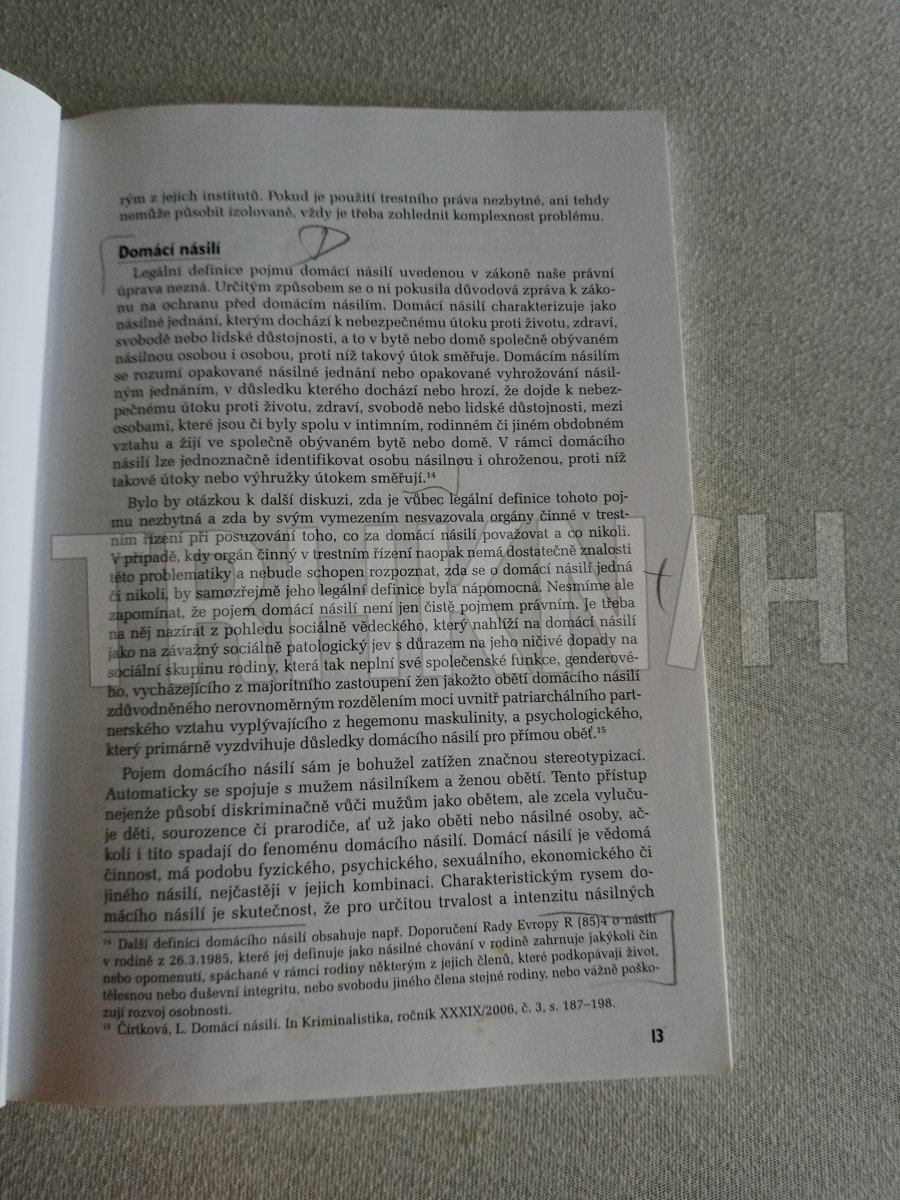 rým z jejich institutů. Pokud je použití trestního práva nezbytné, ani tehdy
nemůže působit izolovaně, vždy je třeba zohlednit komplexnost problému.
Domácí násilí
Legální definice pojmu domácí násilí uvedenou v zákoně naše právní
úprava nezná. Určitým způsobem se o ni pokusila důvodová zpráva k záko-
nu na ochranu před domácím násilím. Domácí násilí charakterizuje jako
násilné jednání, kterým dochází k nebezpečnému útoku proti životu, zdraví,
svobodě nebo lidské důstojnosti, a to v bytě nebo domě společně obývaném
násilnou osobou i osobou, proti níž takový útok směřuje. Domácím násilím
se rozumí opakované násilné jednání nebo opakované vyhrožování násil-
ným jednáním, v důsledku kterého dochází nebo hrozí, že dojde k nebez-
pečnému útoku proti životu, zdraví, svobodě nebo lidské důstojnosti, mezi
osobami, které jsou či byly spolu v intimním, rodinném či jiném obdobném
vztahu a žijí ve společně obývaném bytě nebo domě. V rámci domácího
násilí lze jednoznačně identifikovat osobu násilnou i ohroženou, proti níž
takové útoky nebo výhružky útokem směřují.¹⁴
Bylo by otázkou k další diskuzi, zda je vůbec legální definice tohoto poj-
mu nezbytná a zda by svým vymezením nesvazovala orgány činné v trest-
ním řízení při posuzování toho, co za domácí násilí považovat a co nikoli.
V případě, kdy orgán činný v trestním řízení naopak nemá dostatečné znalosti
této problematiky a nebude schopen rozpoznat, zda se o domácí násilí jedná
či nikoli, by samozřejmě jeho legální definice byla nápomocná. Nesmíme ale
zapomínat, že pojem domácí násilí není jen čistě pojmem právním. Je třeba
na něj nazírat z pohledu sociálně vědeckého, který nahlíží na domácí násilí
jako na závažný sociálně patologický jev s důrazem na jeho ničivé dopady na
sociální skupinu rodiny, která tak neplní své společenské funkce, genderové-
ho, vycházejícího z majoritního zastoupení žen jakožto obětí domácího násilí
zdůvodněného nerovnoměrným rozdělením moci uvnitř patriarchálního part-
nerského vztahu vyplývajícího z hegemonu maskulinity, a psychologického,
který primárně vyzdvihuje důsledky domácího násilí pro přímou oběť.¹⁵
Pojem domácího násilí sám je bohužel zatížen značnou stereotypizací.
Automaticky se spojuje s mužem násilníkem a ženou obětí. Tento přístup
nejenže působí diskriminačně vůči mužům jako obětem, ale zcela vyluču-
je děti, sourozence či prarodiče, ať už jako oběti nebo násilné osoby, ač-
koli i tito spadají do fenoménu domácího násilí. Domácí násilí je vědomá
činnost, má podobu fyzického, psychického, sexuálního, ekonomického či
jiného násilí, nejčastěji v jejich kombinaci. Charakteristickým rysem do-
mácího násilí je skutečnost, že pro určitou trvalost a intenzitu násilných
¹⁴ Další definici domácího násilí obsahuje např. Doporučení Rady Evropy R (85)4 o násilí
v rodině z 26.3.1985, které jej definuje jako násilné chování v rodině zahrnuje jakýkoli čin
nebo opomenutí, spáchané v rámci rodiny některým z jejich členů, které podkopávají život,
tělesnou nebo duševní integritu, nebo svobodu jiného člena stejné rodiny, nebo vážně poško-
zují rozvoj osobnosti.
¹⁵ Čírtková, L. Domácí násilí. In Kriminalistika, ročník XXXIX/2006, č. 3, s. 187–198.
13